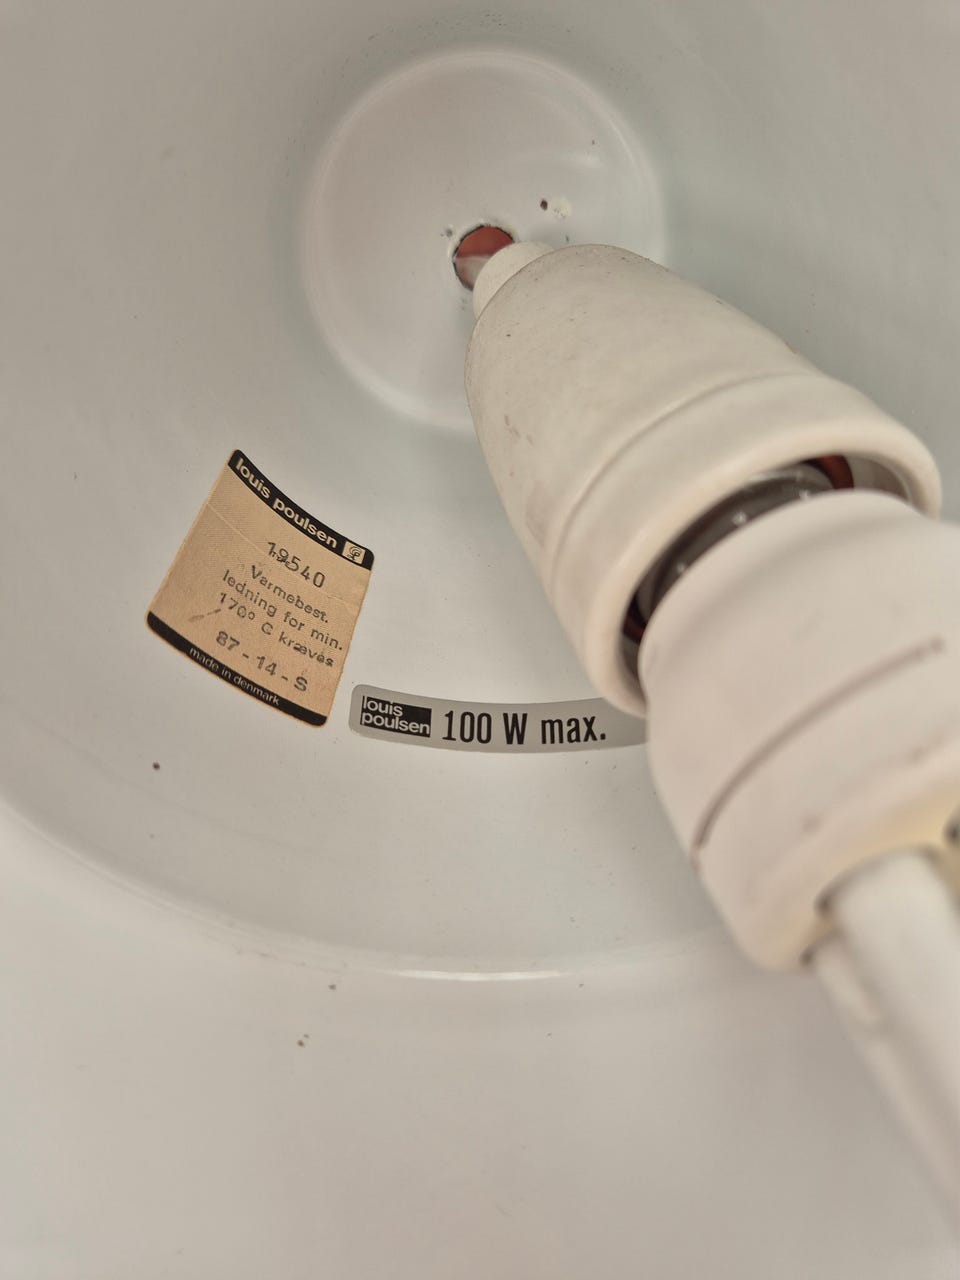 louis poulsen
19540
Varmebest.
ledning for min.
170° C kræves
87-14-S
made in denmark
louis
poulsen
100 W max.